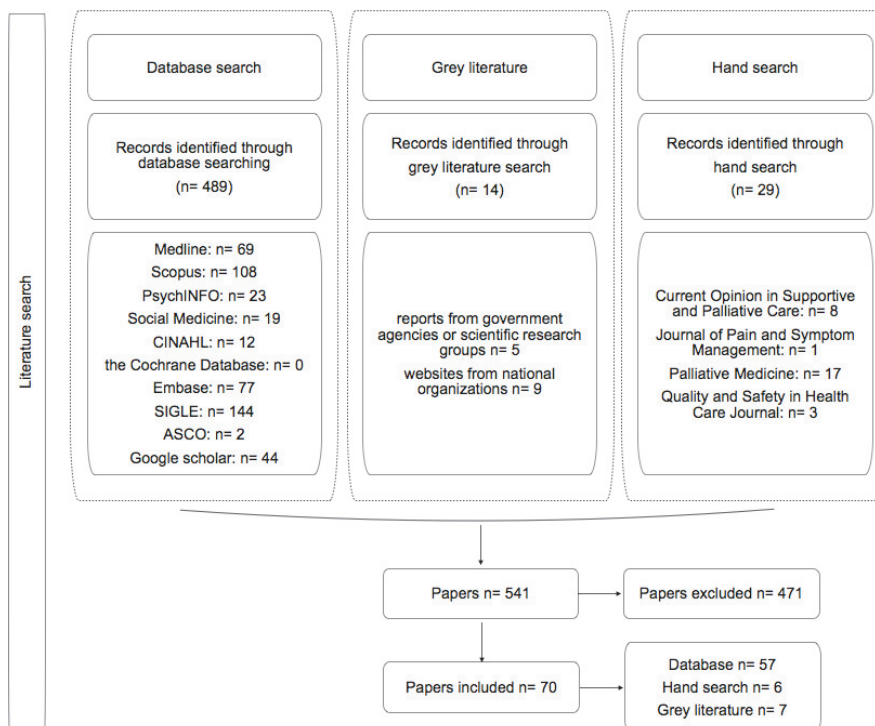 Literature search
Database search
Records identified through
database searching
(n= 489)
Medline: n= 69
Scopus: n= 108
PsychINFO: n= 23
Social Medicine: n= 19
CINAHL: n= 12
the Cochrane Database: n= 0
Embase: n= 77
SIGLE: n= 144
ASCO: n= 2
Google scholar: n= 44
Grey literature
Records identified through
grey literature search
(n= 14)
reports from government
agencies or scientific research
groups n= 5
websites from national
organizations n= 9
Hand search
Records identified through
hand search
(n= 29)
Current Opinion in Supportive
and Palliative Care: n= 8
Journal of Pain and Symptom
Management: n= 1
Palliative Medicine: n= 17
Quality and Safety in Health
Care Journal: n= 3
Papers n= 541
Papers excluded n= 471
Papers included n= 70
Database n= 57
Hand search n= 6
Grey literature n= 7